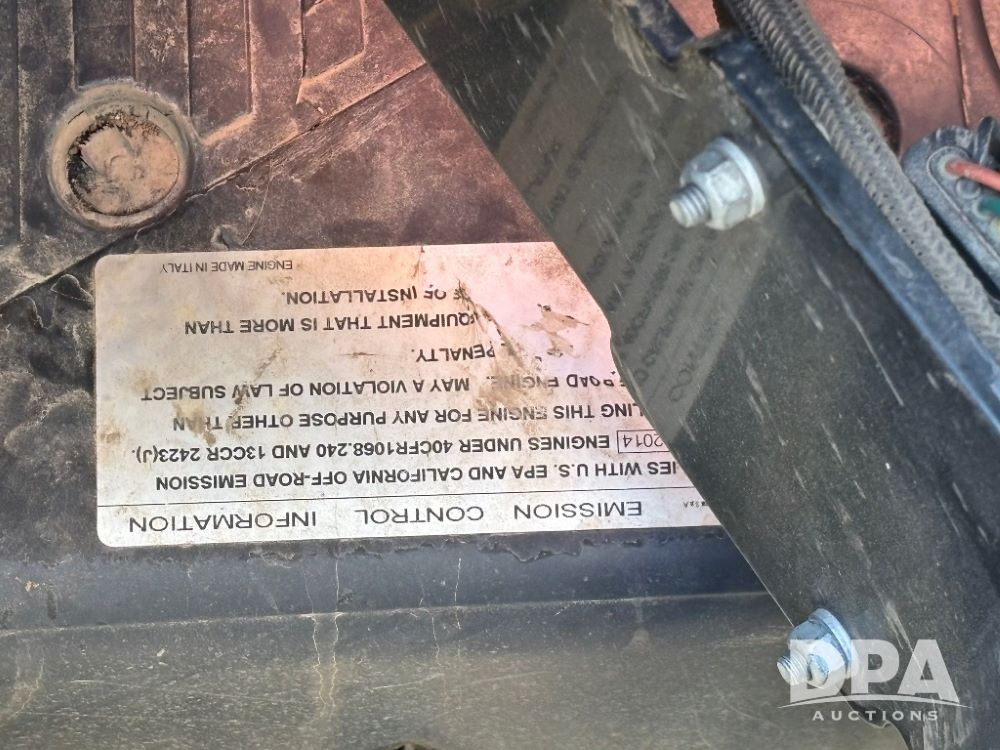 EMISSION CONTROL INFORMATION
IES WITH U.S. EPA AND CALIFORNIA OFF-ROAD EMISSION
2014 ENGINES UNDER 40CFR1068.240 AND 13CCR 2423(J).
LING THIS ENGINE FOR ANY PURPOSE OTHER THAN
ROAD ENGINE. MAY A VIOLATION OF LAW SUBJECT
PENALTY.
QUIPMENT THAT IS MORE THAN
OF INSTALLATION.
ENGINE MADE IN ITALY
DPA
AUCTIONS